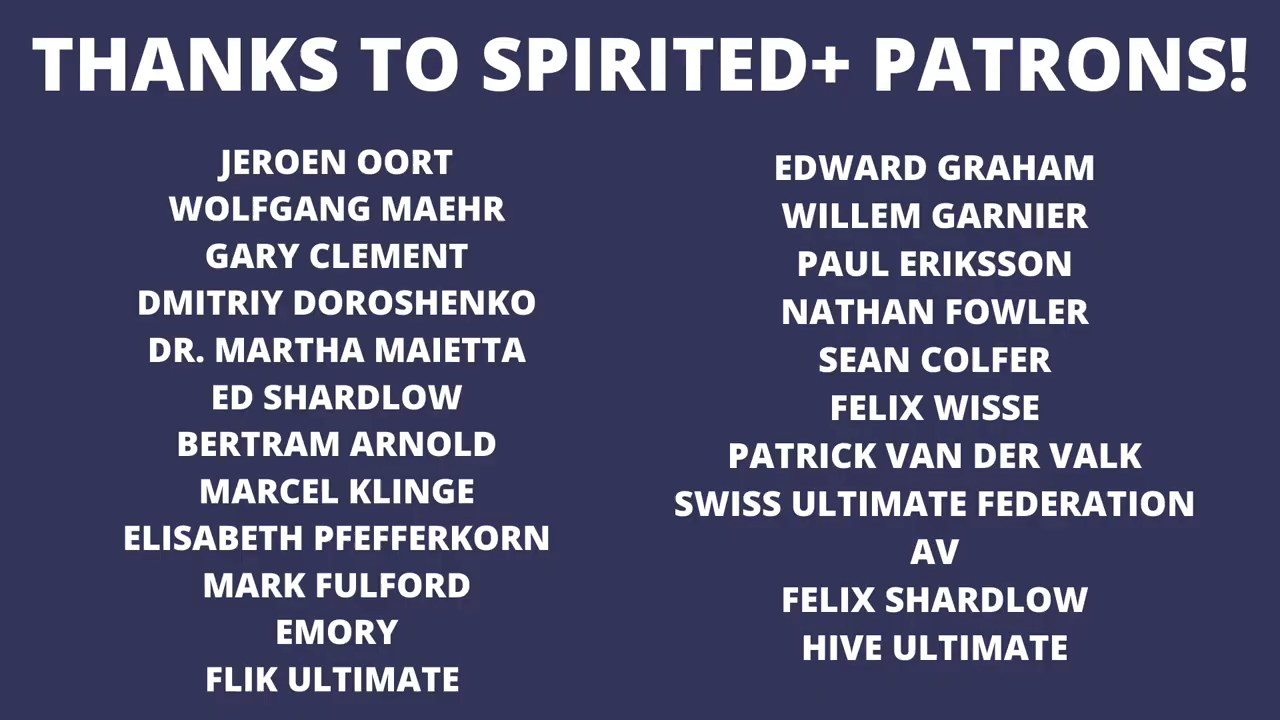 THANKS TO SPIRITED+ PATRONS!
JEROEN OORT
WOLFGANG MAEHR
GARY CLEMENT
DMITRIY DOROSHENKO
DR. MARTHA MAIETTA
ED SHARDLOW
BERTRAM ARNOLD
MARCEL KLINGE
ELISABETH PFEFFERKORN
MARK FULFORD
EMORY
FLIK ULTIMATE
EDWARD GRAHAM
WILLEM GARNIER
PAUL ERIKSSON
NATHAN FOWLER
SEAN COLFER
FELIX WISSE
PATRICK VAN DER VALK
SWISS ULTIMATE FEDERATION
AV
FELIX SHARDLOW
HIVE ULTIMATE